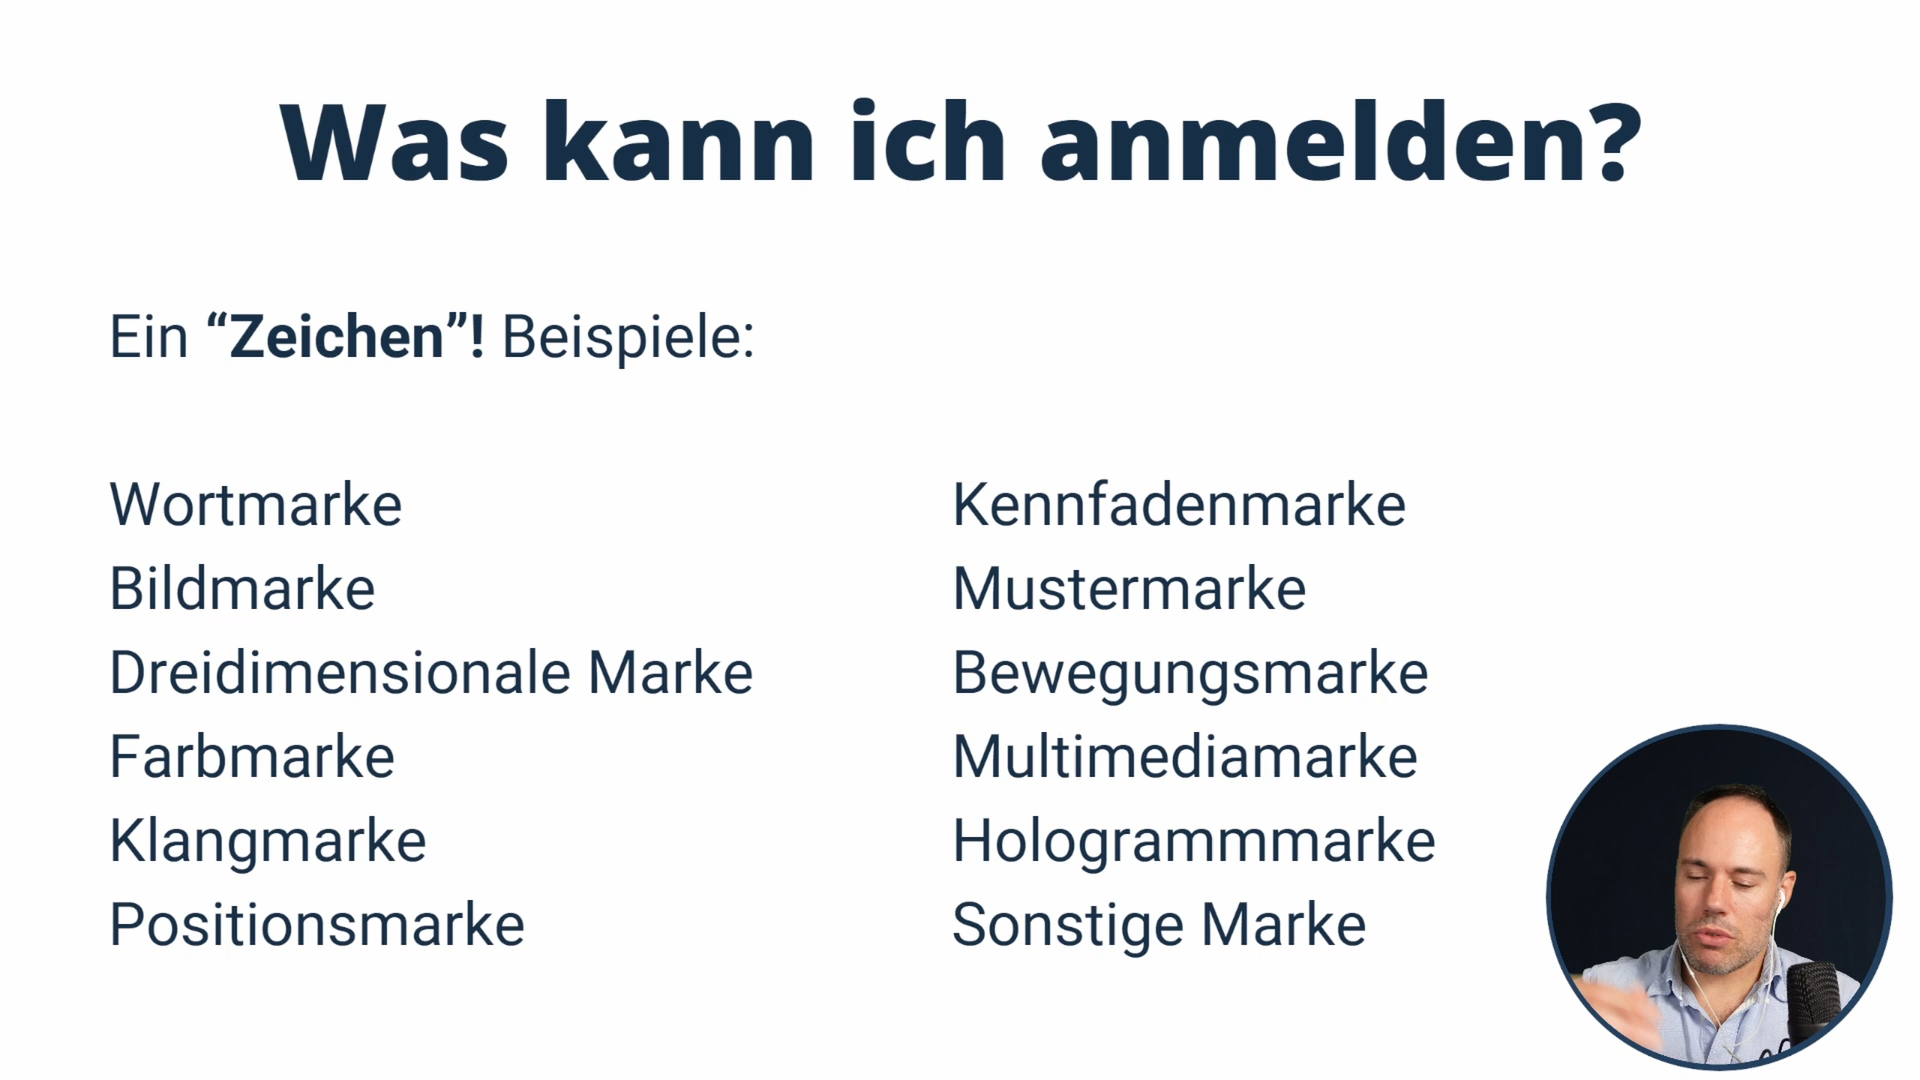 Was kann ich anmelden?
Ein “Zeichen”! Beispiele:
Wortmarke
Bildmarke
Dreidimensionale Marke
Farbmarke
Klangmarke
Positionsmarke
Kennfadenmarke
Mustermarke
Bewegungsmarke
Multimediamarke
Hologrammmarke
Sonstige Marke